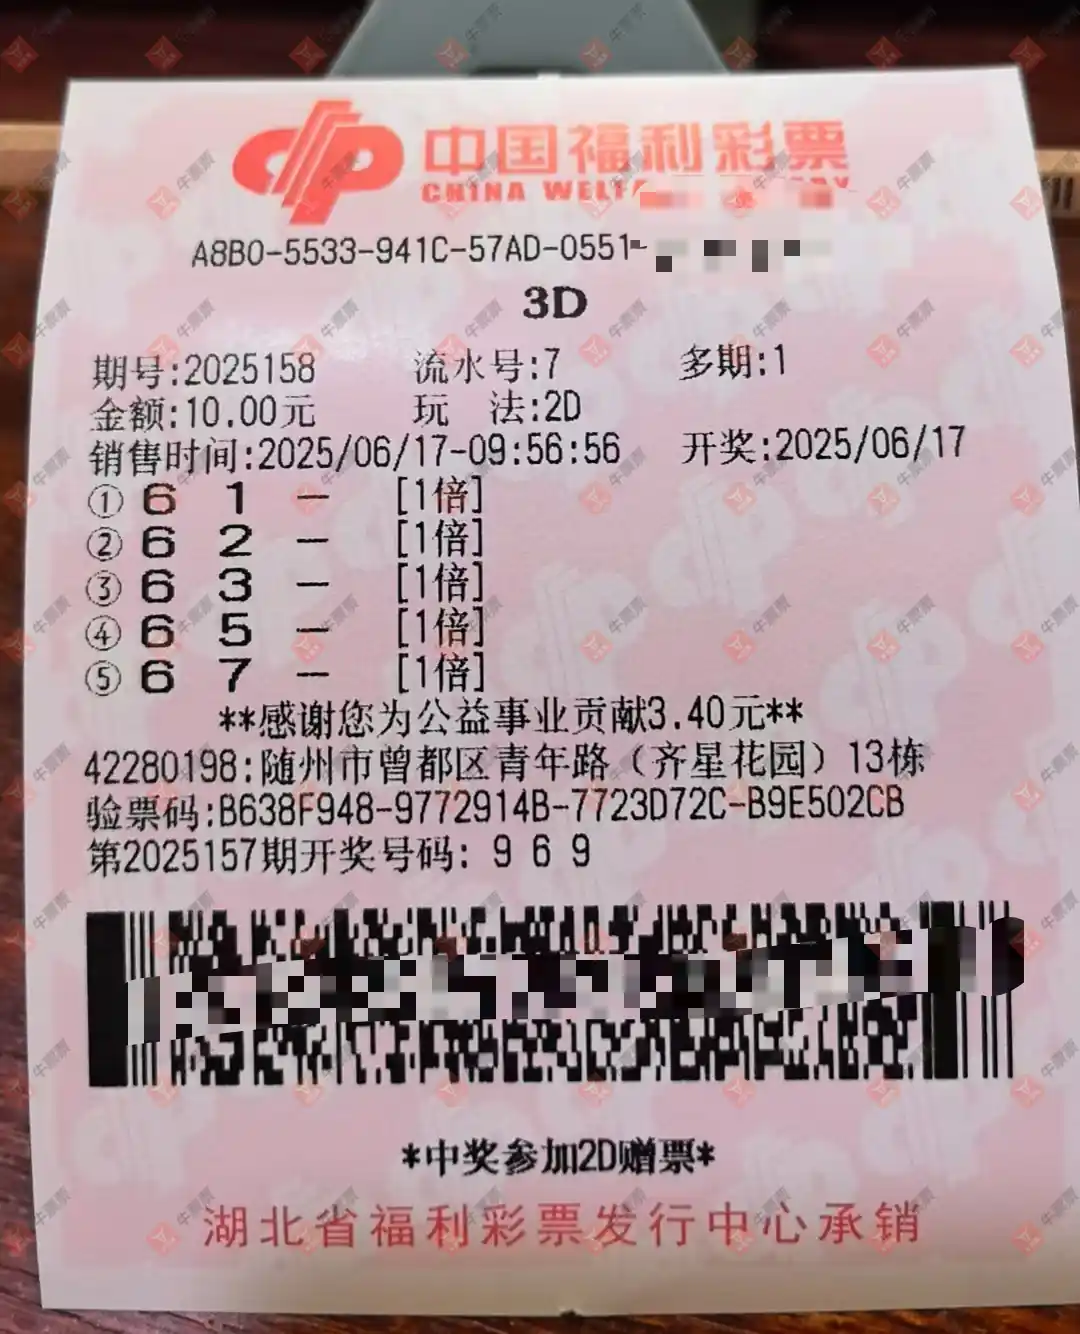 中国福利彩票
CHINA WELF
A8B0-5533-941C-57AD-0551-
3D
期号:2025158 流水号:7 多期:1
金额:10.00元 玩 法:2D
销售时间:2025/06/17-09:56:56 开奖:2025/06/17
① 6 1 — [1倍]
② 6 2 — [1倍]
③ 6 3 — [1倍]
④ 6 5 — [1倍]
⑤ 6 7 — [1倍]
**感谢您为公益事业贡献3.40元**
42280198:随州市曾都区青年路（齐星花园）13栋
验票码:B638F948-9772914B-7723D72C-B9E502CB
第2025157期开奖号码: 9 6 9
*中奖参加2D赠票*
湖北省福利彩票发行中心承销